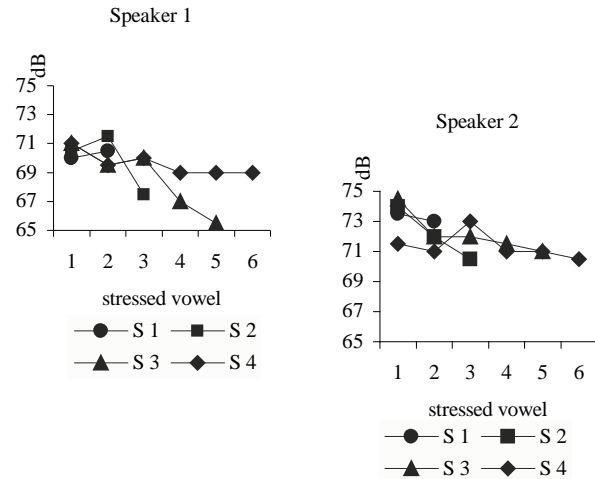 Speaker 1
dB
75
73
71
69
67
65
1 2 3 4 5 6
stressed vowel
S 1 S 2
S 3 S 4
Speaker 2
dB
75
73
71
69
67
65
1 2 3 4 5 6
stressed vowel
S 1 S 2
S 3 S 4